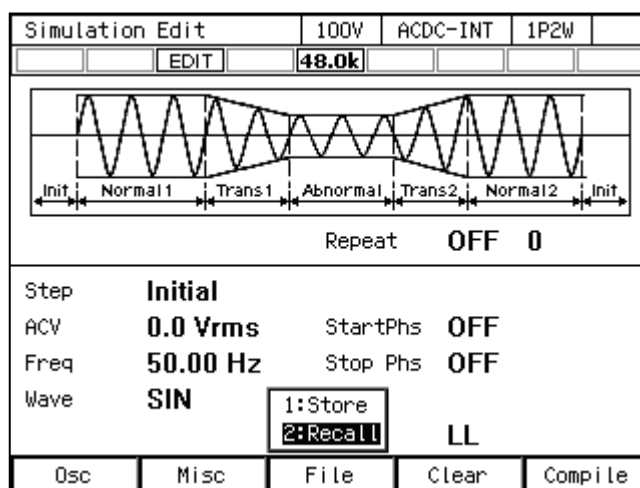 Simulation Edit 100V ACDC-INT 1P2W
EDIT 48.0k
Init Normal1 Trans1 Abnormal Trans2 Normal2 Init
Repeat OFF 0
Step Initial
ACV 0.0 Vrms StartPhs OFF
Freq 50.00 Hz Stop Phs OFF
Wave SIN
1:Store
2:Recall LL
Osc Misc File Clear Compile